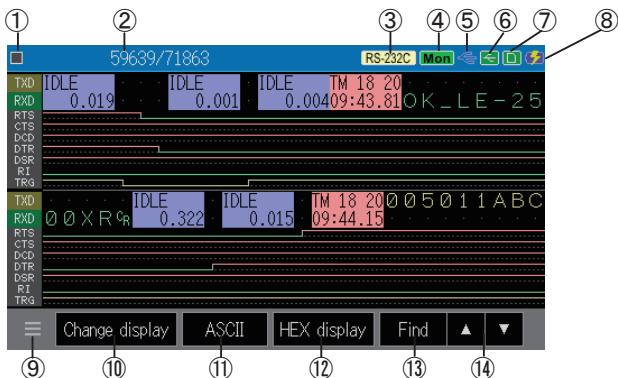 ① ② ③ ④ ⑤ ⑥ ⑦ ⑧
59639/71863 RS-232C Mon
TXD IDLE IDLE IDLE TM 18 20
RXD 0.019 0.001 0.004 09:43.81 OK_LE-25
RTS
CTS
DCD
DTR
DSR
RI
TRG
TXD IDLE IDLE TM 18 20 005011ABC
RXD 00XR CR 0.322 0.015 09:44.15
RTS
CTS
DCD
DTR
DSR
RI
TRG
☰ Change display ASCII HEX display Find ▲ ▼
⑨ ⑩ ⑪ ⑫ ⑬ ⑭